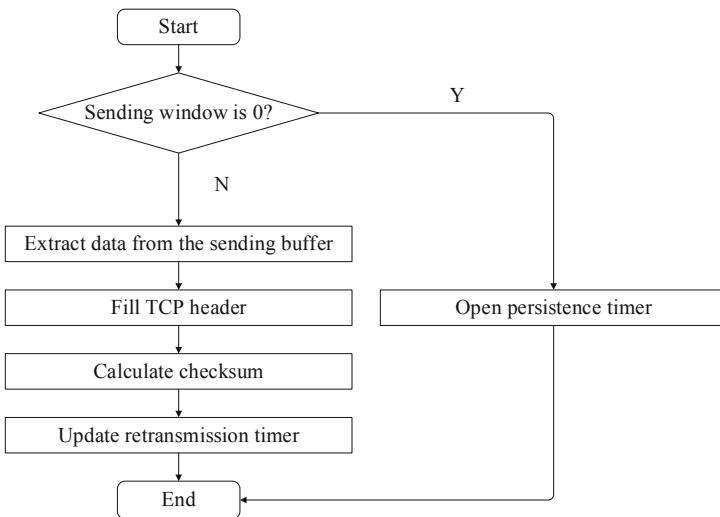 Start
Sending window is 0?
Y
N
Extract data from the sending buffer
Fill TCP header
Open persistence timer
Calculate checksum
Update retransmission timer
End